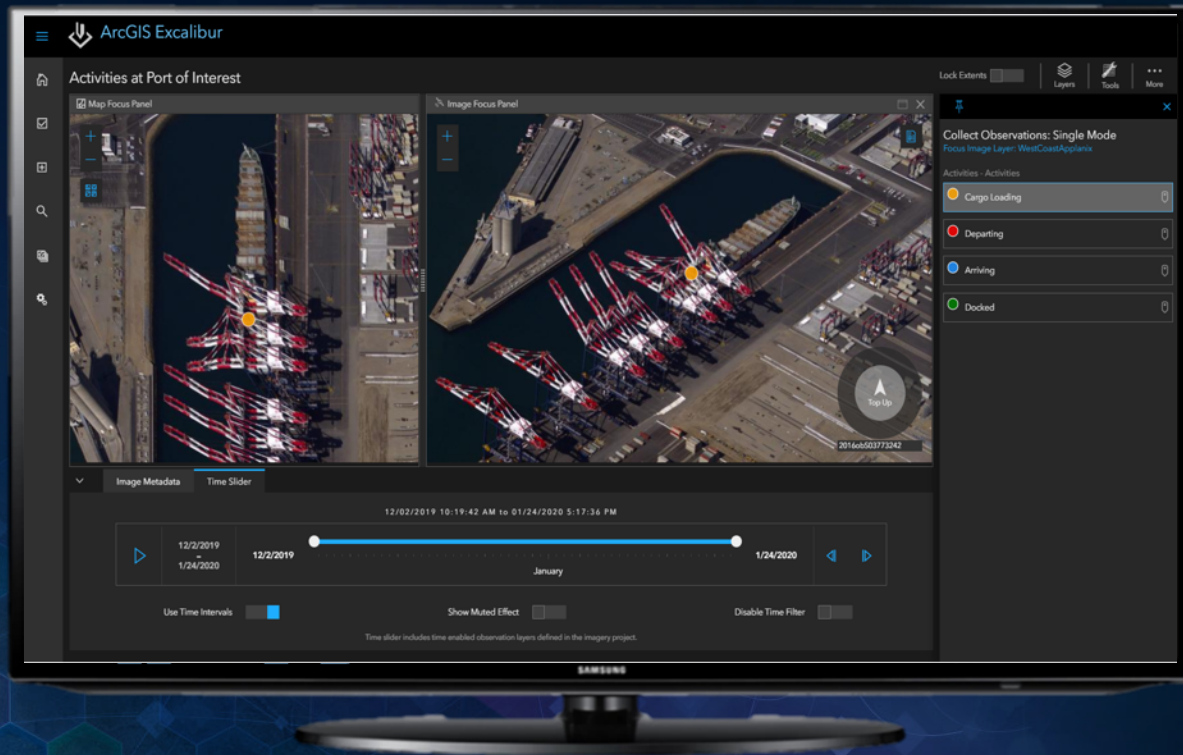 ArcGIS Excalibur
Activities at Port of Interest
Lock Extents
Layers
Tools
More
Map Focus Panel
Image Focus Panel
Collect Observations: Single Mode
Focus Image Layer: WestCoastApplanix
Activities - Activities
Cargo Loading
Departing
Arriving
Docked
Top Up
2016ob503773242
Image Metadata
Time Slider
12/02/2019 10:19:42 AM to 01/24/2020 5:17:36 PM
12/2/2019
–
1/24/2020
12/2/2019
1/24/2020
January
Use Time Intervals
Show Muted Effect
Disable Time Filter
Time slider includes time enabled observation layers defined in the imagery project.
SAMSUNG